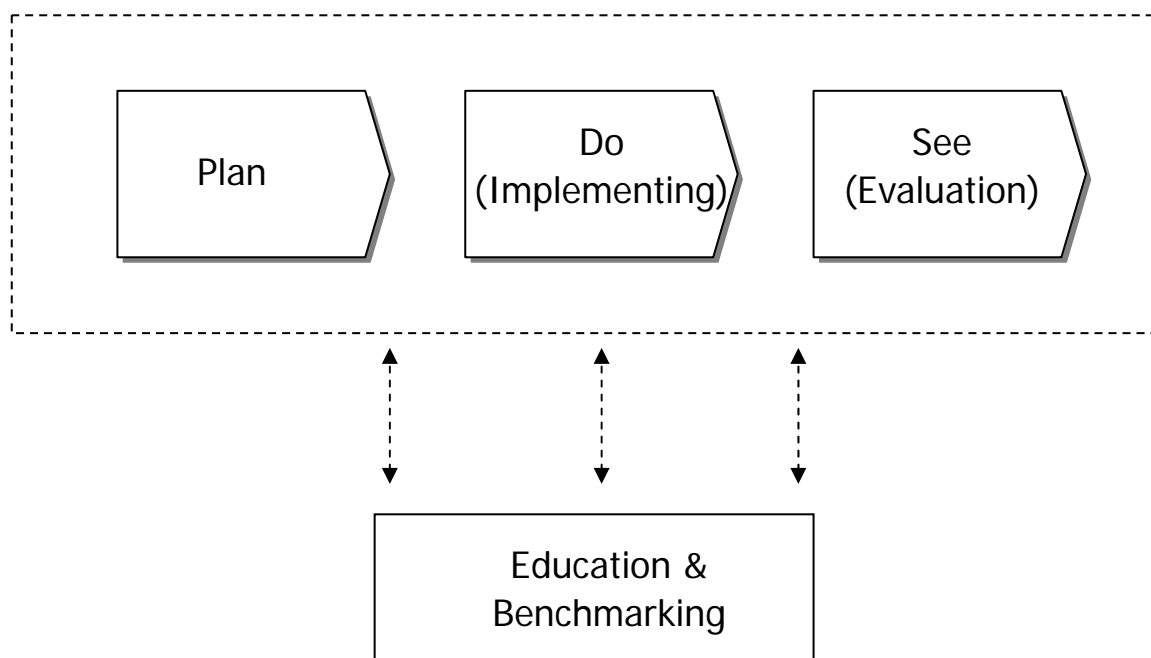 Plan
Do
(Implementing)
See
(Evaluation)
Education &
Benchmarking